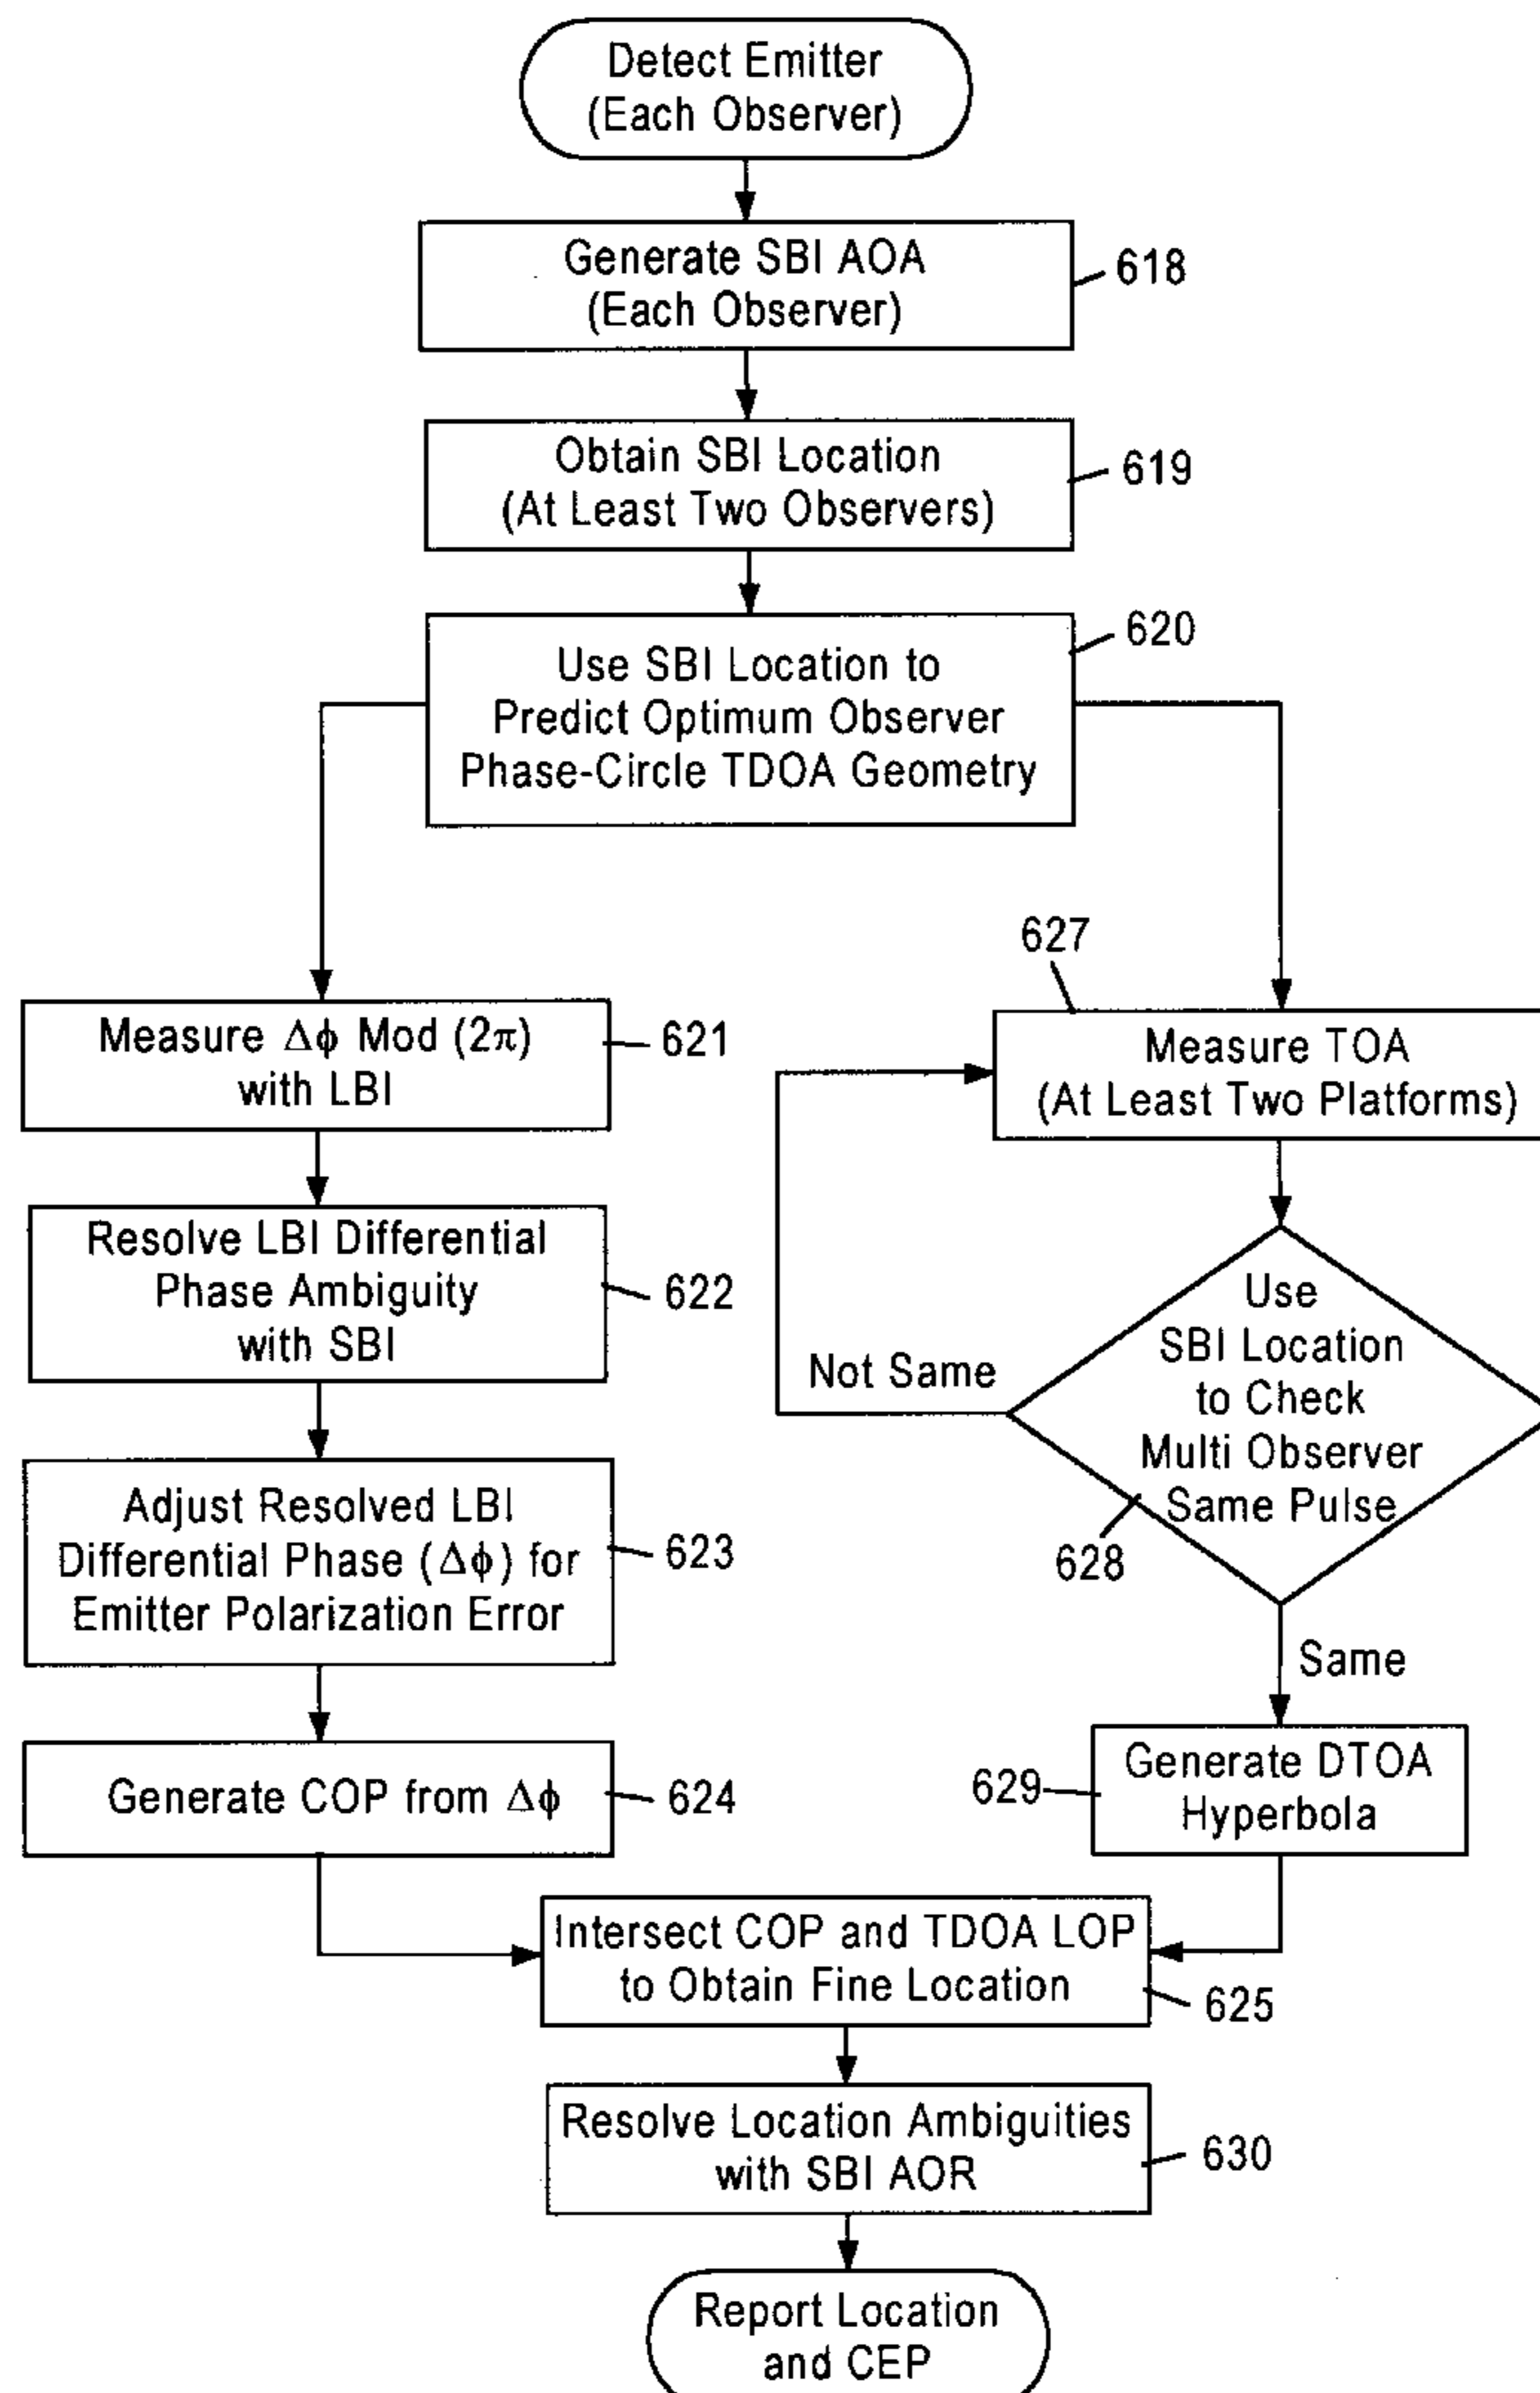 Detect Emitter
(Each Observer)
Generate SBI AOA
(Each Observer)
618
Obtain SBI Location
(At Least Two Observers)
619
Use SBI Location to
Predict Optimum Observer
Phase-Circle TDOA Geometry
620
Measure Δϕ Mod (2π)
with LBI
621
Resolve LBI Differential
Phase Ambiguity
with SBI
622
Adjust Resolved LBI
Differential Phase (Δϕ) for
Emitter Polarization Error
623
Generate COP from Δϕ
624
627
Measure TOA
(At Least Two Platforms)
Use
SBI Location
to Check
Multi Observer
Same Pulse
628
Not Same
Same
Generate DTOA
Hyperbola
629
Intersect COP and TDOA LOP
to Obtain Fine Location
625
Resolve Location Ambiguities
with SBI AOR
630
Report Location
and CEP